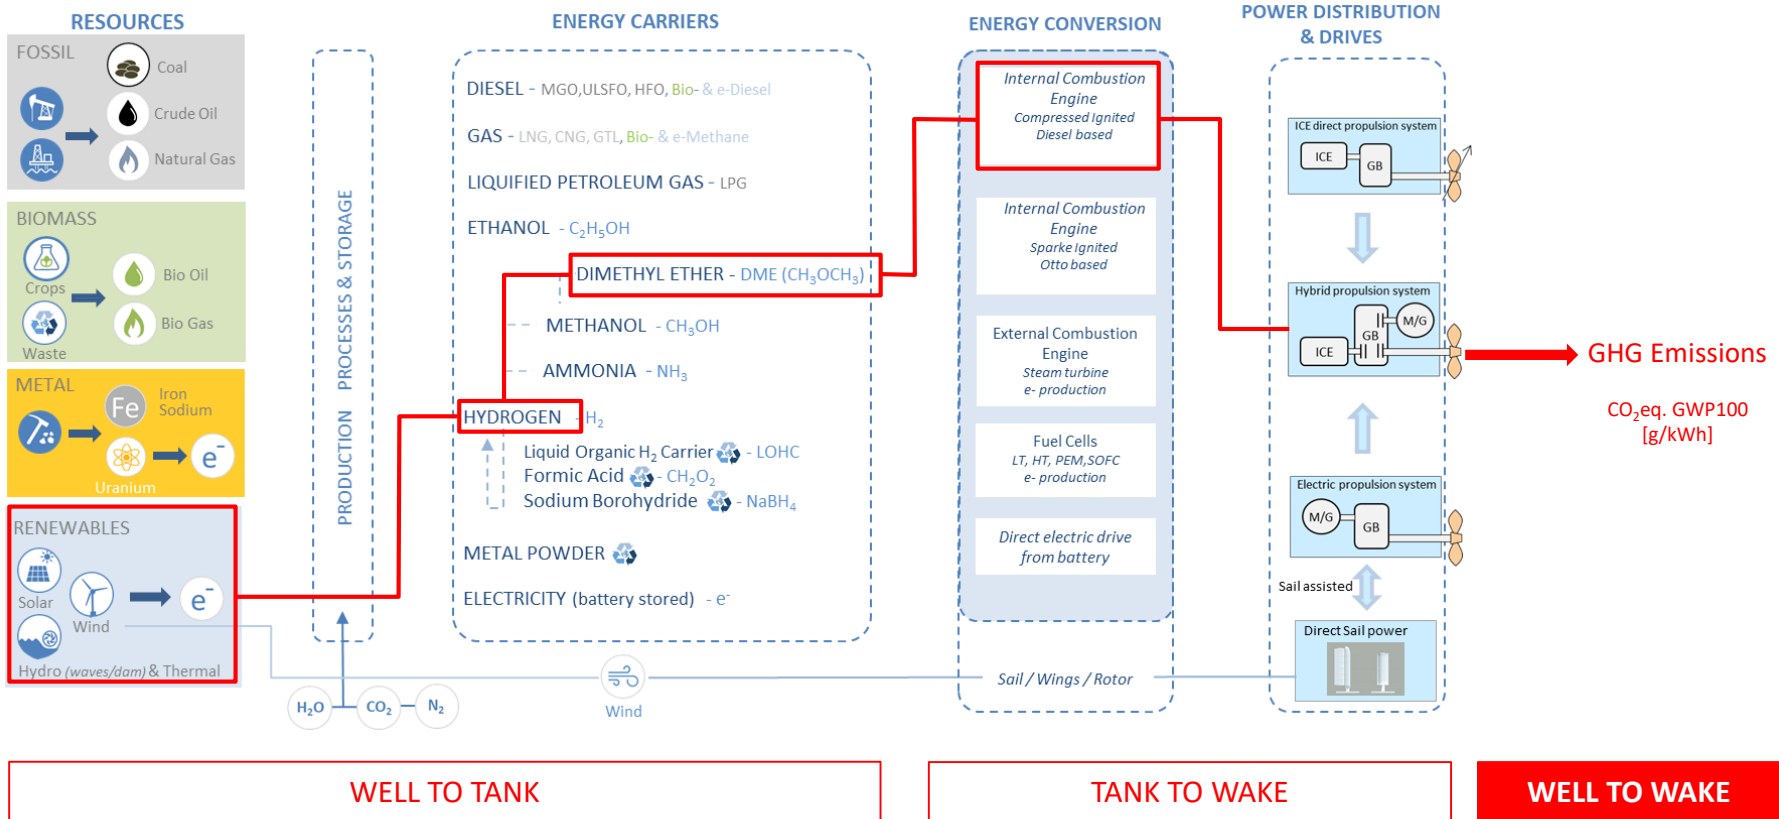 RESOURCES
FOSSIL
Coal
Crude Oil
Natural Gas
BIOMASS
Crops
Waste
Bio Oil
Bio Gas
METAL
Fe
Iron
Sodium
Uranium
e⁻
RENEWABLES
Solar
Wind
e⁻
Hydro (waves/dam) & Thermal
PRODUCTION PROCESSES & STORAGE
H₂O
CO₂
N₂
ENERGY CARRIERS
DIESEL - MGO,ULSFO, HFO, Bio- & e-Diesel
GAS - LNG, CNG, GTL, Bio- & e-Methane
LIQUIFIED PETROLEUM GAS - LPG
ETHANOL - C₂H₅OH
DIMETHYL ETHER - DME (CH₃OCH₃)
METHANOL - CH₃OH
AMMONIA - NH₃
HYDROGEN - H₂
Liquid Organic H₂ Carrier - LOHC
Formic Acid - CH₂O₂
Sodium Borohydride - NaBH₄
METAL POWDER
ELECTRICITY (battery stored) - e⁻
Wind
ENERGY CONVERSION
Internal Combustion
Engine
Compressed Ignited
Diesel based
Internal Combustion
Engine
Sparke Ignited
Otto based
External Combustion
Engine
Steam turbine
e- production
Fuel Cells
LT, HT, PEM,SOFC
e- production
Direct electric drive
from battery
Sail / Wings / Rotor
POWER DISTRIBUTION
& DRIVES
ICE direct propulsion system
ICE
GB
Hybrid propulsion system
M/G
GB
ICE
Electric propulsion system
M/G
GB
Sail assisted
Direct Sail power
GHG Emissions
CO₂eq. GWP100
[g/kWh]
WELL TO TANK
TANK TO WAKE
WELL TO WAKE